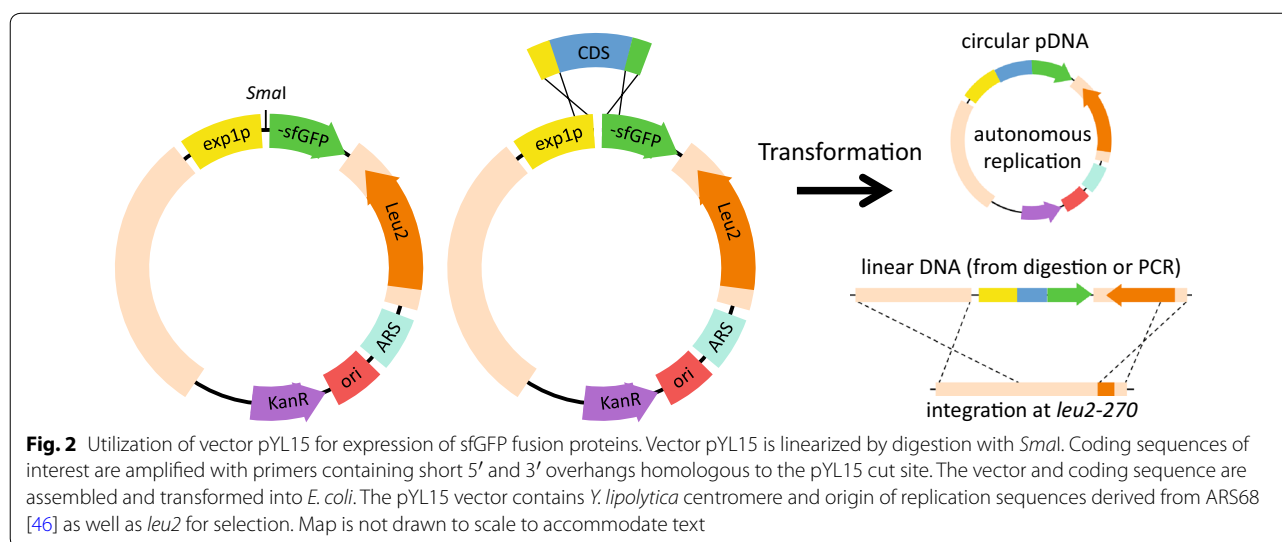 CDS
circular pDNA
SmaI
exp1p
-sfGFP
exp1p
-sfGFP
Transformation
autonomous
replication
Leu2
Leu2
linear DNA (from digestion or PCR)
ARS
ARS
ori
ori
KanR
KanR
integration at leu2-270
Fig. 2 Utilization of vector pYL15 for expression of sfGFP fusion proteins. Vector pYL15 is linearized by digestion with SmaI. Coding sequences of
interest are amplified with primers containing short 5′ and 3′ overhangs homologous to the pYL15 cut site. The vector and coding sequence are
assembled and transformed into E. coli. The pYL15 vector contains Y. lipolytica centromere and origin of replication sequences derived from ARS68
[46] as well as leu2 for selection. Map is not drawn to scale to accommodate text